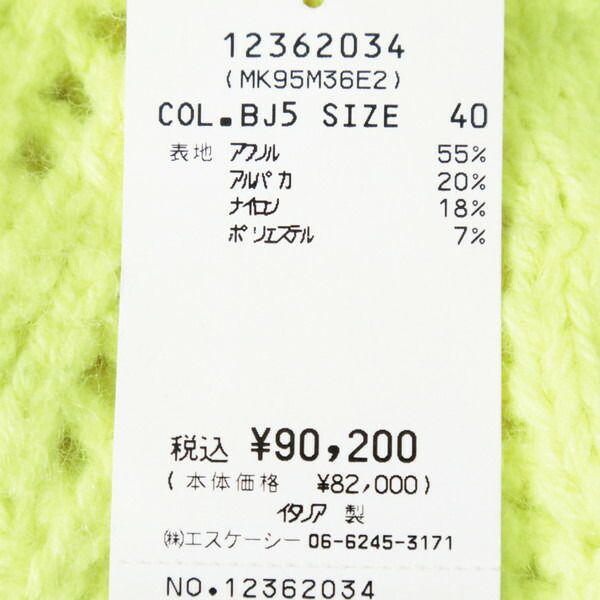 12362034
(MK95M36E2)
COL.BJ5 SIZE 40
表地 アクリル 55%
アルパカ 20%
ナイロン 18%
ポリエステル 7%
税込 ¥90,200
(本体価格 ¥82,000)
イタリア 製
㈱エスケーシー 06-6245-3171
NO.12362034